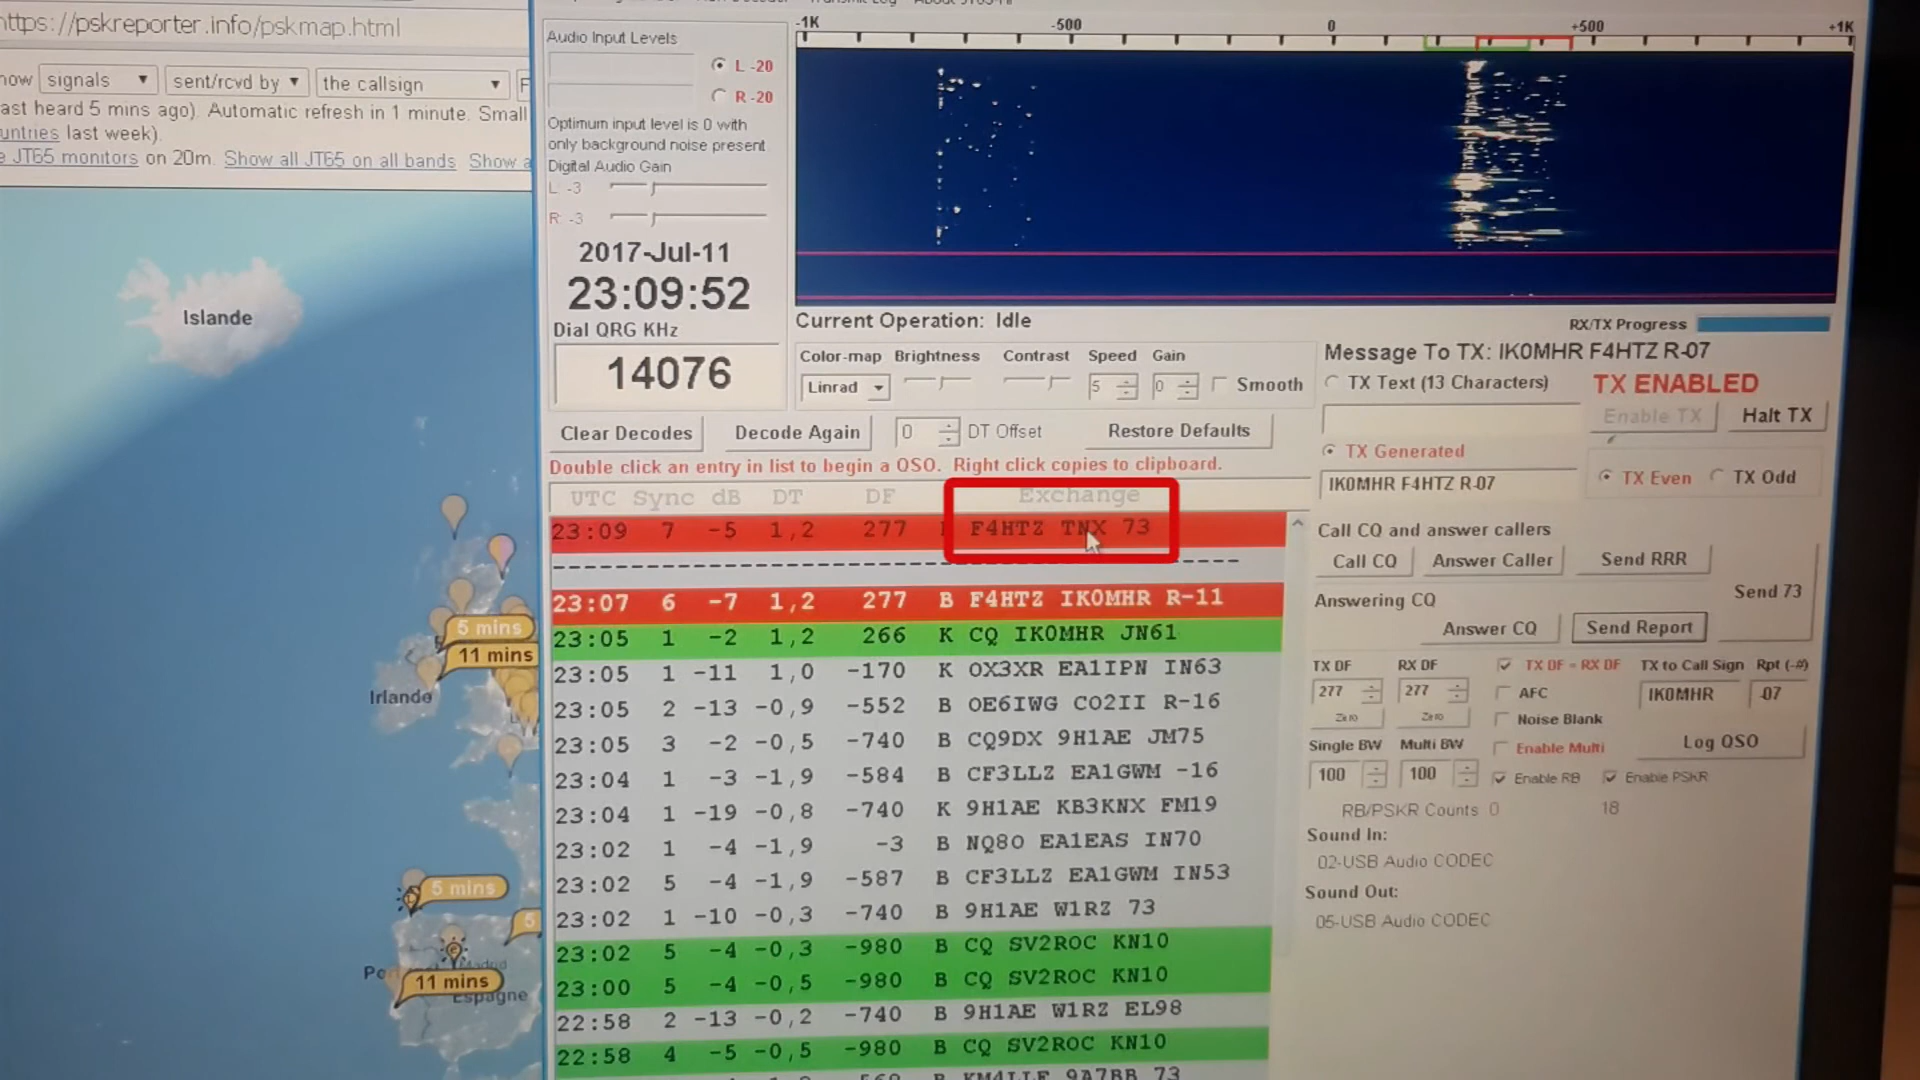 https://pskreporter.info/pskmap.html
signals
sent/rcvd by
the callsign
ast heard 5 mins ago). Automatic refresh in 1 minute. Small
untries last week).
e JT65 monitors on 20m. Show all JT65 on all bands Show a
Islande
5 mins
11 mins
Irlande
5 mins
5
Madrid
11 mins
Espagne
Audio Input Levels
L -20
R -20
Optimum input level is 0 with
only background noise present.
Digital Audio Gain
L: -3
R: -3
2017-Jul-11
23:09:52
Dial QRG KHz
14076
-1K -500 0 +500 +1K
Current Operation: Idle
RX/TX Progress
Color-map Brightness Contrast Speed Gain
Linrad 5 0 Smooth
Message To TX: IK0MHR F4HTZ R-07
TX Text (13 Characters)
TX ENABLED
Enable TX Halt TX
TX Generated
IK0MHR F4HTZ R-07
TX Even TX Odd
Clear Decodes Decode Again 0 DT Offset Restore Defaults
Double click an entry in list to begin a QSO. Right click copies to clipboard.
UTC Sync dB DT DF Exchange
23:09 7 -5 1,2 277 F4HTZ TNX 73
23:07 6 -7 1,2 277 B F4HTZ IK0MHR R-11
23:05 1 -2 1,2 266 K CQ IK0MHR JN61
23:05 1 -11 1,0 -170 K OX3XR EA1IPN IN63
23:05 2 -13 -0,9 -552 B OE6IWG CO2II R-16
23:05 3 -2 -0,5 -740 B CQ9DX 9H1AE JM75
23:04 1 -3 -1,9 -584 B CF3LLZ EA1GWM -16
23:04 1 -19 -0,8 -740 K 9H1AE KB3KNX FM19
23:02 1 -4 -1,9 -3 B NQ8O EA1EAS IN70
23:02 5 -4 -1,9 -587 B CF3LLZ EA1GWM IN53
23:02 1 -10 -0,3 -740 B 9H1AE W1RZ 73
23:02 5 -4 -0,3 -980 B CQ SV2ROC KN10
23:00 5 -4 -0,5 -980 B CQ SV2ROC KN10
22:58 2 -13 -0,2 -740 B 9H1AE W1RZ EL98
22:58 4 -5 -0,5 -980 B CQ SV2ROC KN10
Call CQ and answer callers
Call CQ Answer Caller Send RRR
Send 73
Answering CQ
Answer CQ Send Report
TX DF RX DF TX DF = RX DF TX to Call Sign Rpt (-#)
277 277 AFC IK0MHR -07
Zero Zero Noise Blank
Single BW Multi BW Enable Multi Log QSO
100 100 Enable RB Enable PSKR
RB/PSKR Counts 0 18
Sound In:
02-USB Audio CODEC
Sound Out:
05-USB Audio CODEC